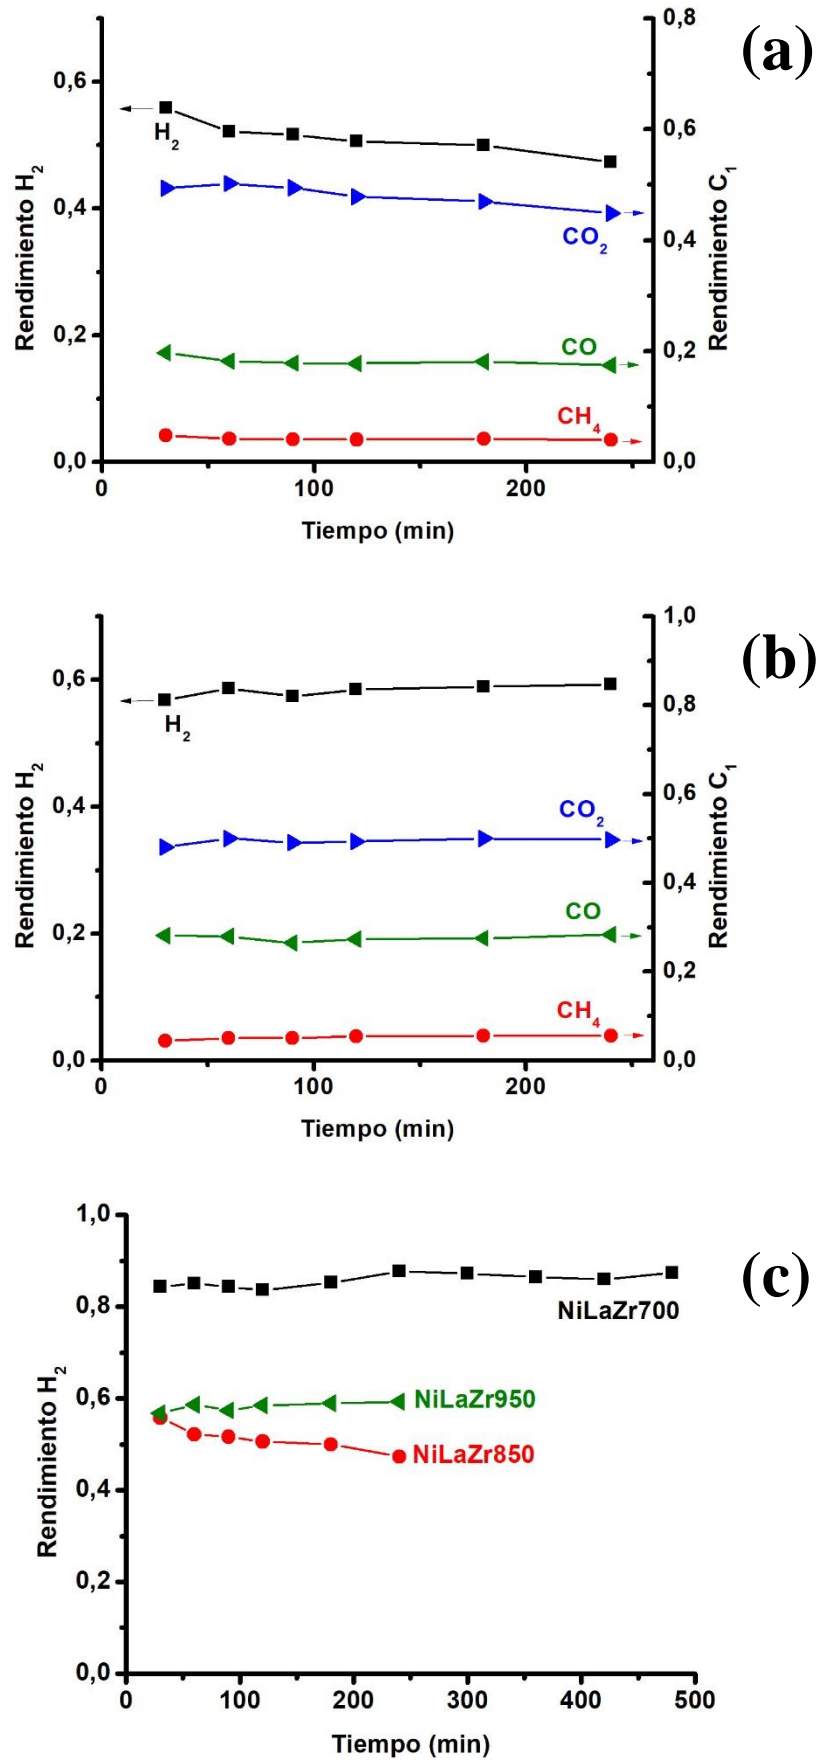 (a)
0,8
0,6
H₂
0,6
Rendimiento H₂
Rendimiento C₁
0,4
CO₂
0,4
0,2
CO
0,2
CH₄
0,0
0,0
0
100
200
Tiempo (min)
(b)
1,0
0,6
H₂
0,8
Rendimiento H₂
Rendimiento C₁
0,6
0,4
CO₂
0,4
CO
0,2
0,2
CH₄
0,0
0,0
0
100
200
Tiempo (min)
(c)
1,0
0,8
NiLaZr700
Rendimiento H₂
0,6
NiLaZr950
NiLaZr850
0,4
0,2
0,0
0
100
200
300
400
500
Tiempo (min)